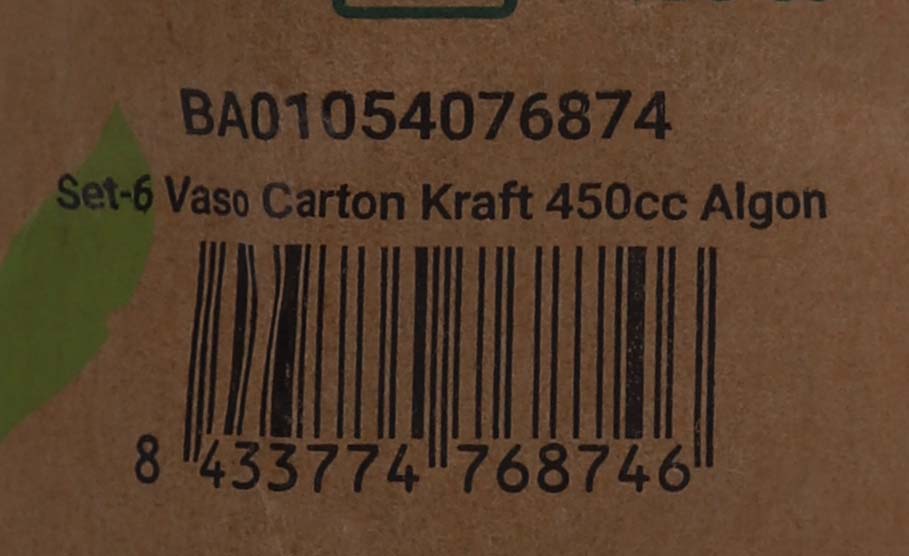 BA01054076874
Set-6 Vaso Carton Kraft 450cc Algon
8 433774 768746